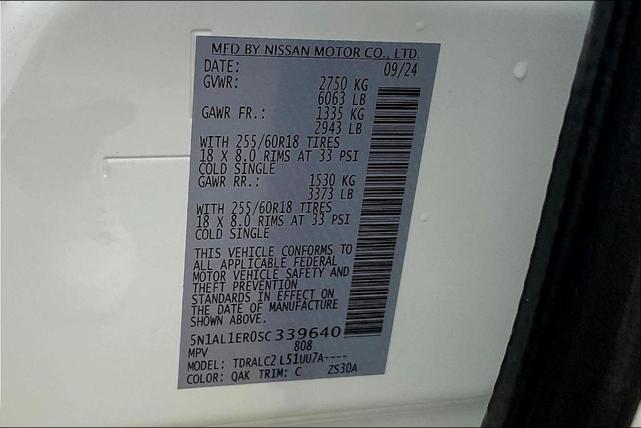 MFD BY NISSAN MOTOR CO., LTD.
DATE: 09/24
GVWR: 2750 KG
6063 LB
GAWR FR.: 1335 KG
2943 LB
WITH 255/60R18 TIRES
18 X 8.0 RIMS AT 33 PSI
COLD SINGLE
GAWR RR.: 1530 KG
3373 LB
WITH 255/60R18 TIRES
18 X 8.0 RIMS AT 33 PSI
COLD SINGLE
THIS VEHICLE CONFORMS TO
ALL APPLICABLE FEDERAL
MOTOR VEHICLE SAFETY AND
THEFT PREVENTION
STANDARDS IN EFFECT ON
THE DATE OF MANUFACTURE
SHOWN ABOVE.
5N1AL1ER0SC339640
MPV 808
MODEL: TDRALC2 L51UU7A----
COLOR: QAK TRIM: C ZS30A